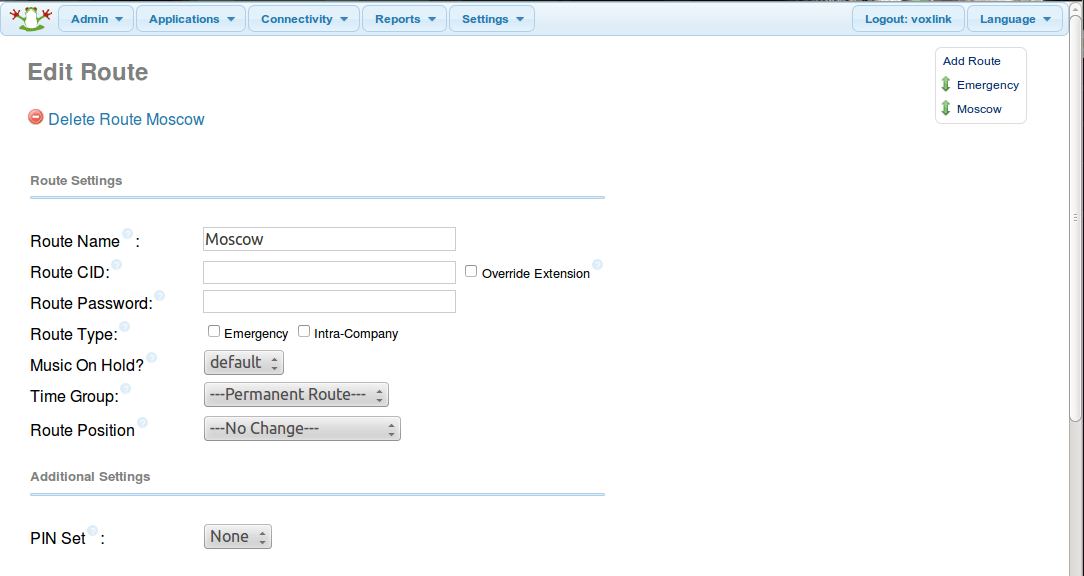 Admin Applications Connectivity Reports Settings Logout: voxlink Language
Edit Route
Add Route
Emergency
Moscow
Delete Route Moscow
Route Settings
Route Name ? :
Moscow
Route CID: ?
Override Extension ?
Route Password: ?
Route Type: ?
Emergency Intra-Company
Music On Hold? ?
default
Time Group: ?
---Permanent Route---
Route Position ?
---No Change---
Additional Settings
PIN Set ? :
None